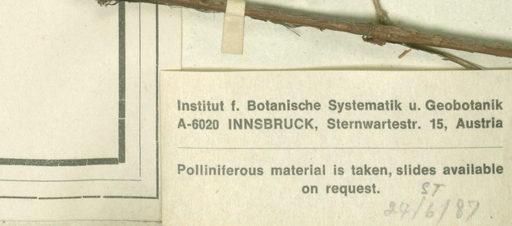 Institut f. Botanische Systematik u. Geobotanik
A-6020 INNSBRUCK, Sternwartestr. 15, Austria
Polliniferous material is taken, slides available
on request.
ST
24/6/87.